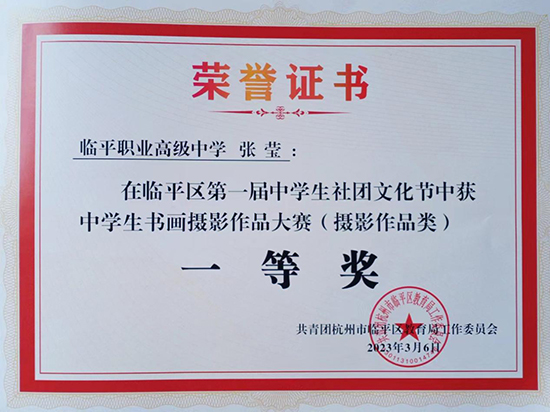 荣誉证书
临平职业高级中学 张莹：
在临平区第一届中学生社团文化节中获
中学生书画摄影作品大赛（摄影作品类）
一等奖
共青团杭州市临平区教育局工作委员会
2023年3月6日